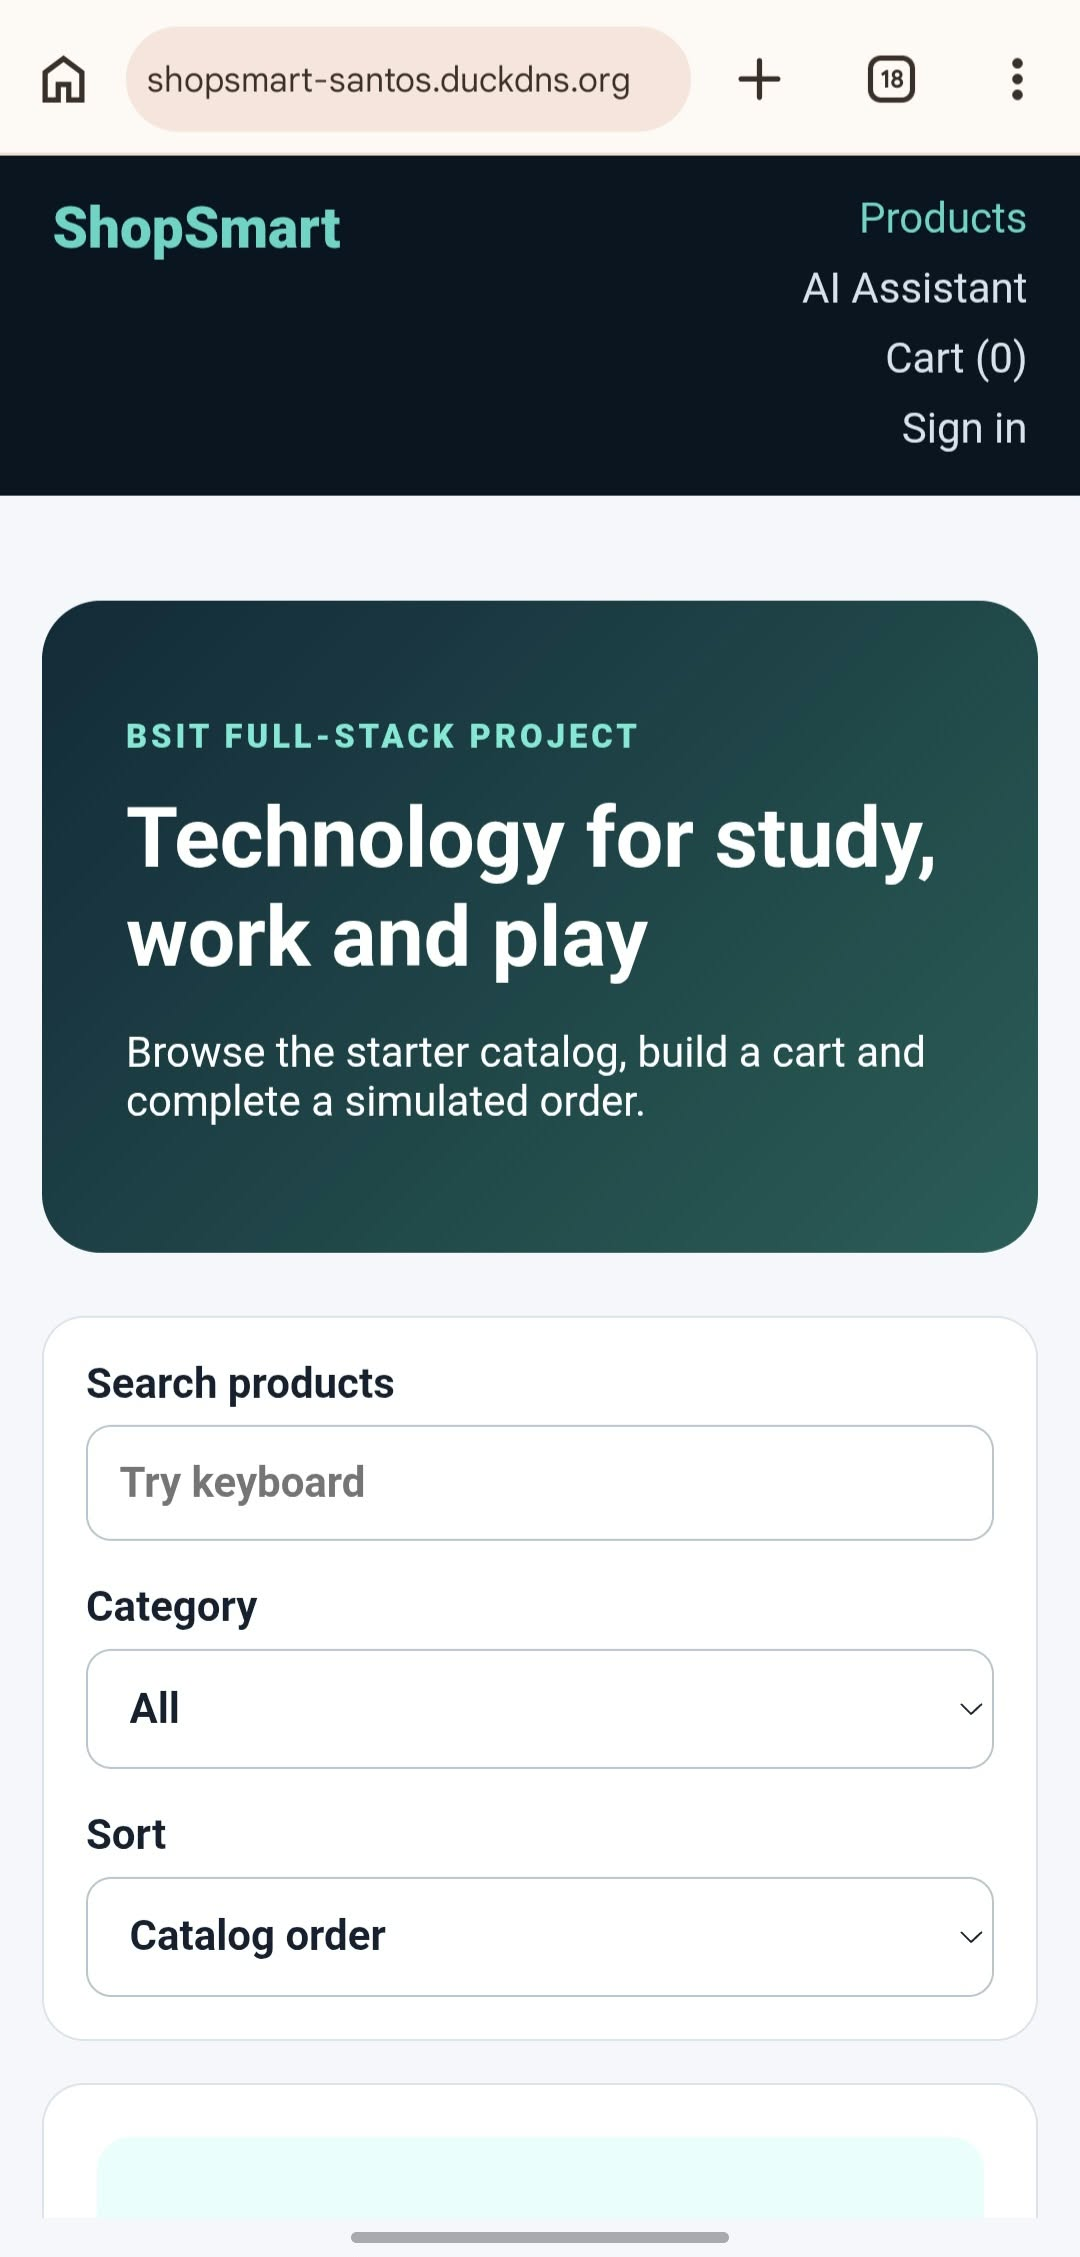 shopsmart-santos.duckdns.org
18
ShopSmart
Products
AI Assistant
Cart (0)
Sign in
BSIT FULL-STACK PROJECT
Technology for study,
work and play
Browse the starter catalog, build a cart and
complete a simulated order.
Search products
Try keyboard
Category
All
Sort
Catalog order